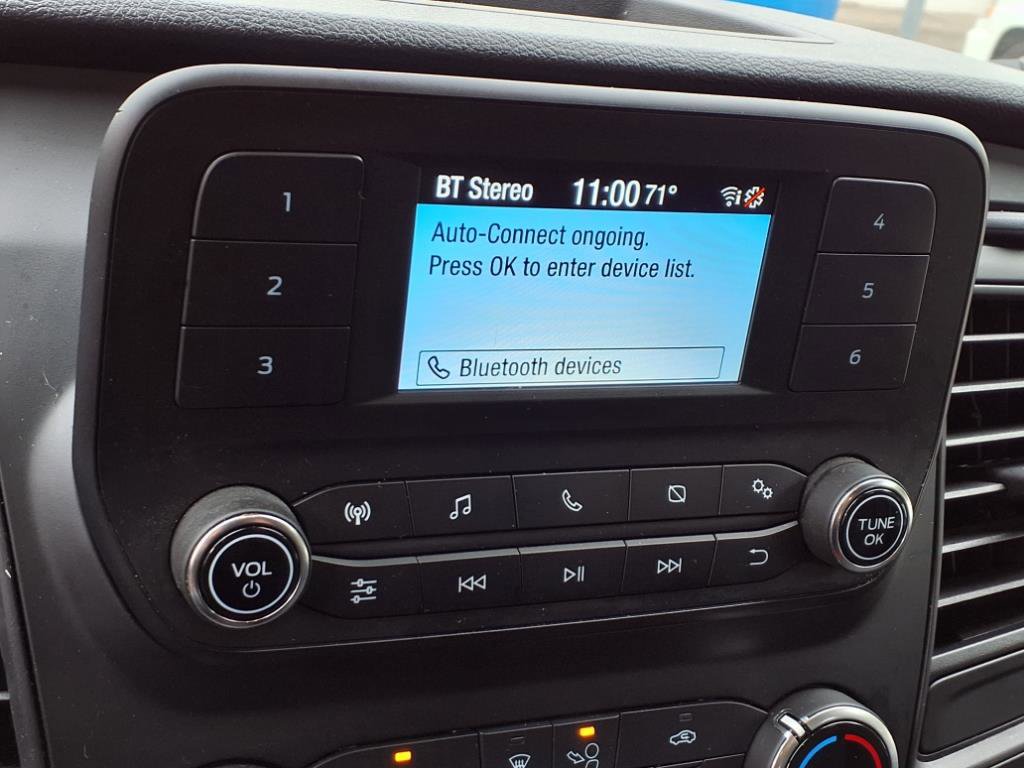 BT Stereo 11:00 71°
Auto-Connect ongoing.
Press OK to enter device list.
Bluetooth devices
1
2
3
4
5
6
VOL
TUNE
OK